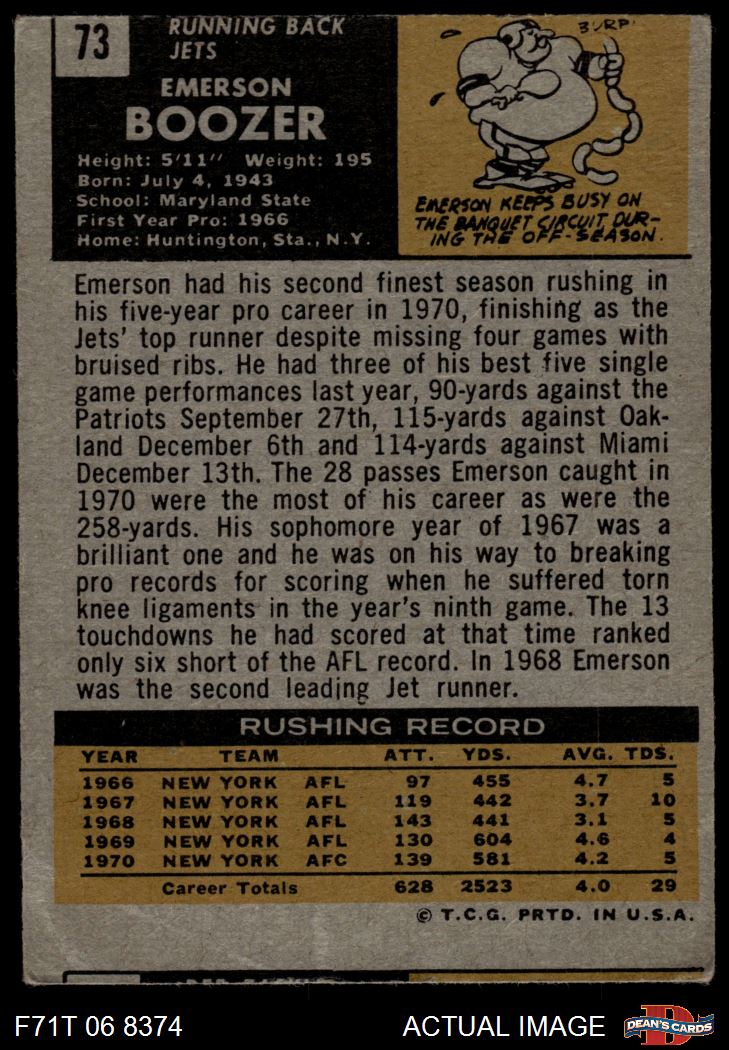 73
RUNNING BACK
JETS
EMERSON
BOOZER
Height: 5'11'' Weight: 195
Born: July 4, 1943
School: Maryland State
First Year Pro: 1966
Home: Huntington, Sta., N.Y.
BURP
EMERSON KEEPS BUSY ON
THE BANQUET CIRCUIT DUR-
ING THE OFF-SEASON.
Emerson had his second finest season rushing in
his five-year pro career in 1970, finishing as the
Jets' top runner despite missing four games with
bruised ribs. He had three of his best five single
game performances last year, 90-yards against the
Patriots September 27th, 115-yards against Oak-
land December 6th and 114-yards against Miami
December 13th. The 28 passes Emerson caught in
1970 were the most of his career as were the
258-yards. His sophomore year of 1967 was a
brilliant one and he was on his way to breaking
pro records for scoring when he suffered torn
knee ligaments in the year's ninth game. The 13
touchdowns he had scored at that time ranked
only six short of the AFL record. In 1968 Emerson
was the second leading Jet runner.
RUSHING RECORD
YEAR TEAM ATT. YDS. AVG. TDS.
1966 NEW YORK AFL 97 455 4.7 5
1967 NEW YORK AFL 119 442 3.7 10
1968 NEW YORK AFL 143 441 3.1 5
1969 NEW YORK AFL 130 604 4.6 4
1970 NEW YORK AFC 139 581 4.2 5
Career Totals 628 2523 4.0 29
© T.C.G. PRTD. IN U.S.A.
F71T 06 8374 ACTUAL IMAGE
D
DEAN'S CARDS